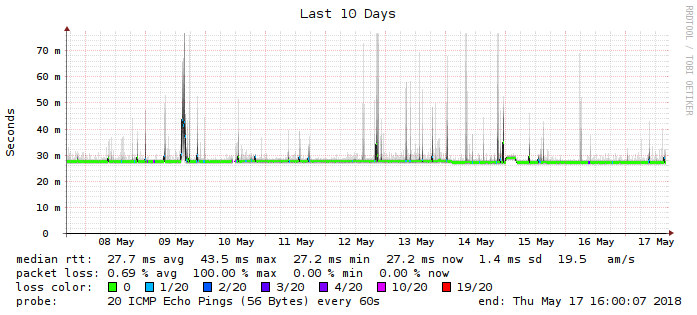 Last 10 Days
RRDTOOL / TOBI OETIKER
Seconds
70 m
60 m
50 m
40 m
30 m
20 m
10 m
0
08 May 09 May 10 May 11 May 12 May 13 May 14 May 15 May 16 May 17 May
median rtt: 27.7 ms avg 43.5 ms max 27.2 ms min 27.2 ms now 1.4 ms sd 19.5 am/s
packet loss: 0.69 % avg 100.00 % max 0.00 % min 0.00 % now
loss color: 0 1/20 2/20 3/20 4/20 10/20 19/20
probe: 20 ICMP Echo Pings (56 Bytes) every 60s end: Thu May 17 16:00:07 2018